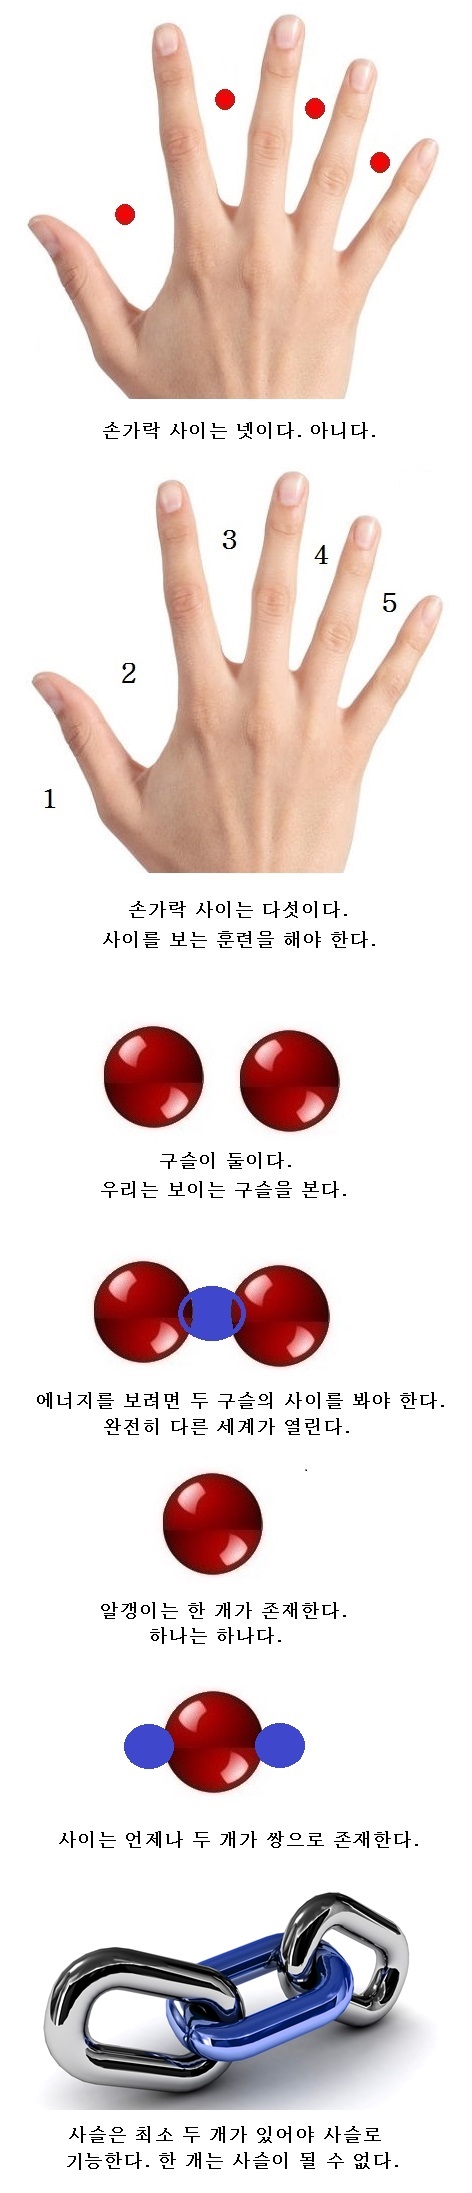 손가락 사이는 넷이다. 아니다.
3
4
5
2
1
손가락 사이는 다섯이다.
사이를 보는 훈련을 해야 한다.
구슬이 둘이다.
우리는 보이는 구슬을 본다.
에너지를 보려면 두 구슬의 사이를 봐야 한다.
완전히 다른 세계가 열린다.
알갱이는 한 개가 존재한다.
하나는 하나다.
사이는 언제나 두 개가 쌍으로 존재한다.
사슬은 최소 두 개가 있어야 사슬로
기능한다. 한 개는 사슬이 될 수 없다.